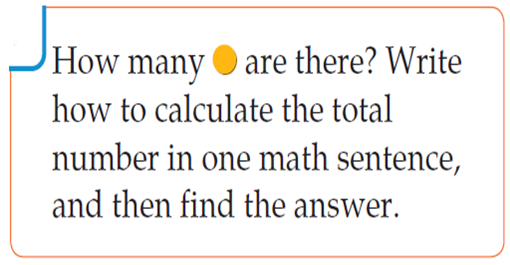 How many are there? Write
how to calculate the total
number in one math sentence,
and then find the answer.